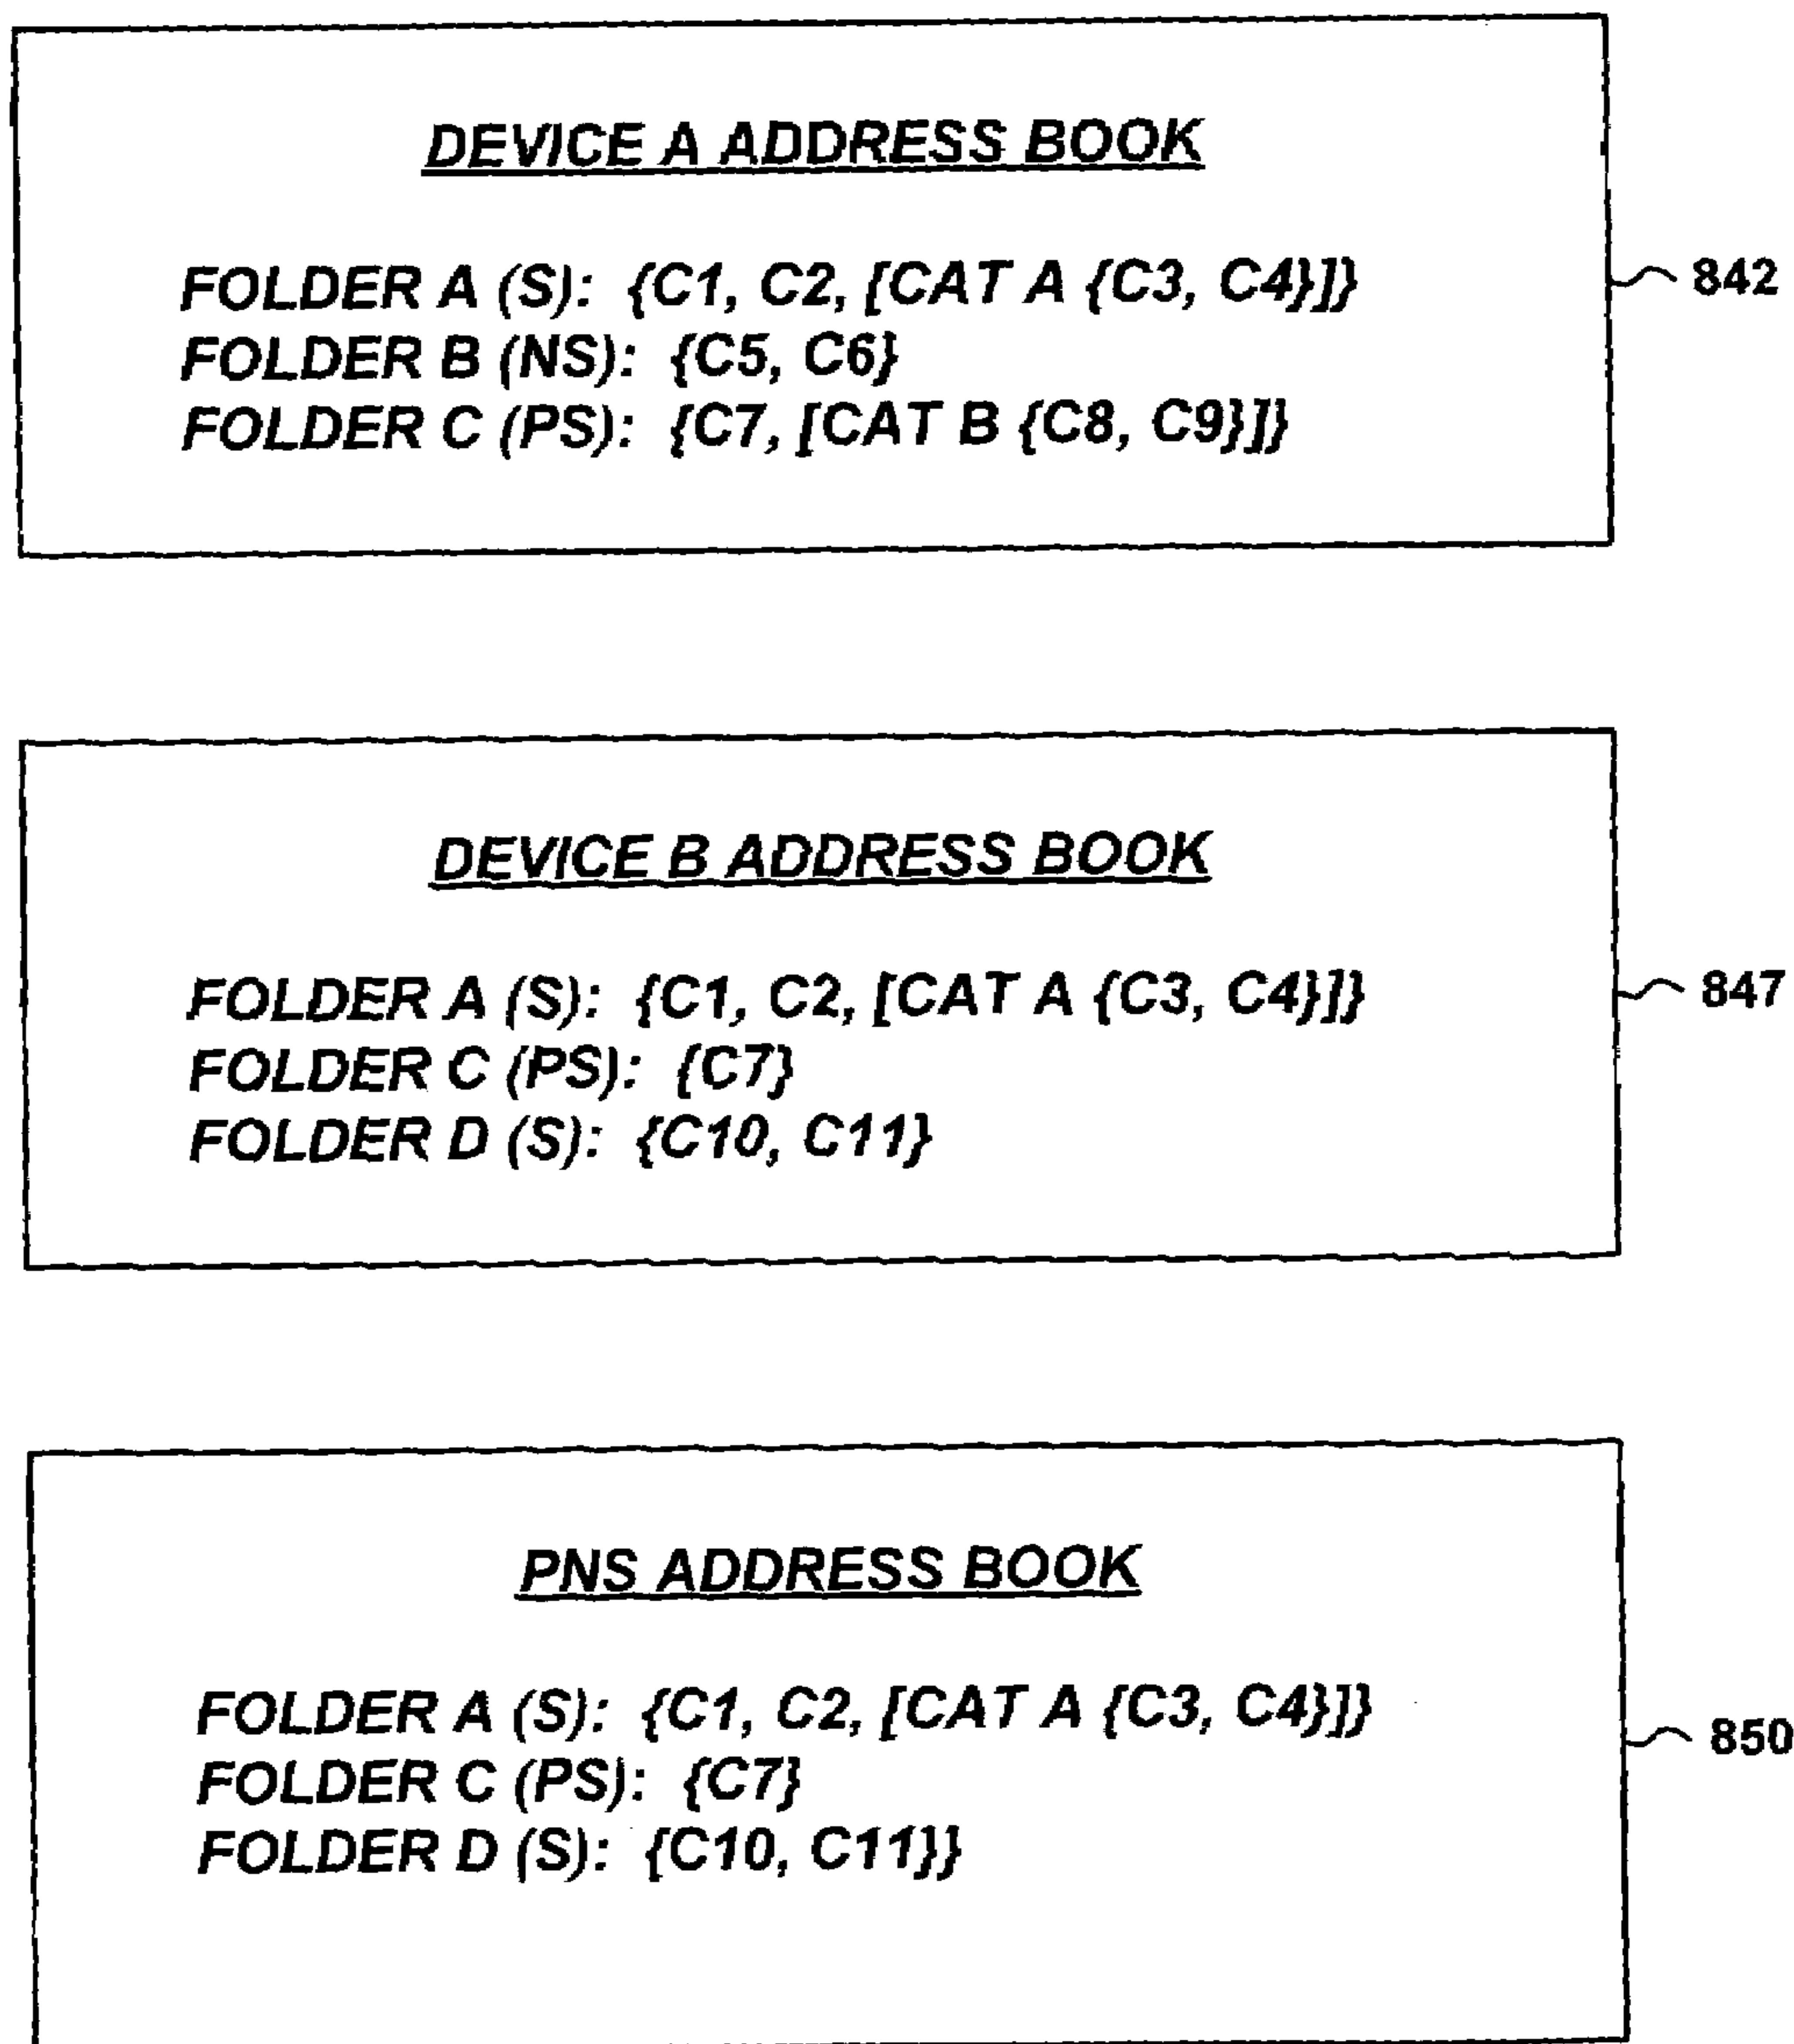 DEVICE A ADDRESS BOOK
FOLDER A (S): {C1, C2, [CAT A {C3, C4}]}
842
FOLDER B (NS): {C5, C6}
FOLDER C (PS): {C7, [CAT B {C8, C9}]}
DEVICE B ADDRESS BOOK
FOLDER A (S): {C1, C2, [CAT A {C3, C4}]}
847
FOLDER C (PS): {C7}
FOLDER D (S): {C10, C11}
PNS ADDRESS BOOK
FOLDER A (S): {C1, C2, [CAT A {C3, C4}]}
850
FOLDER C (PS): {C7}
FOLDER D (S): {C10, C11}}